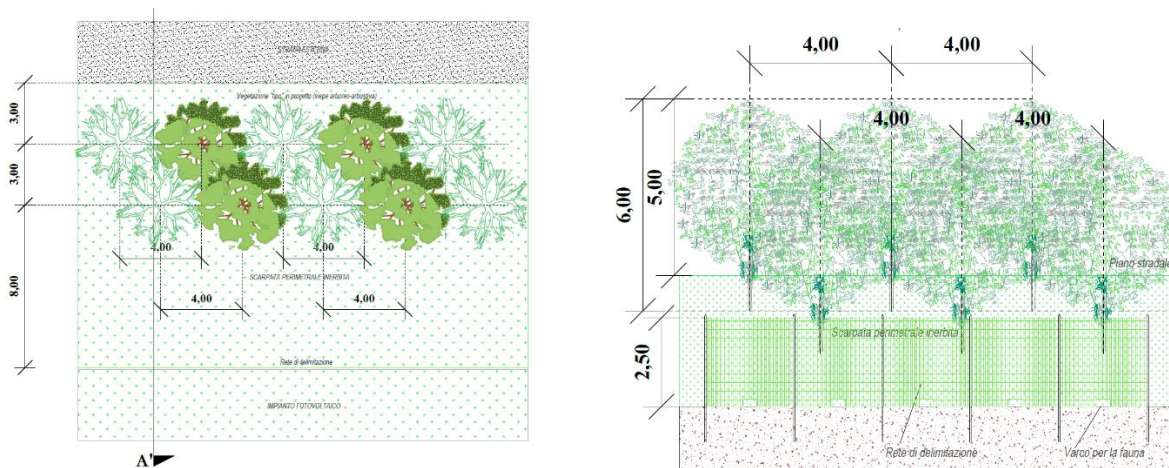 STRADA ESTERNA
Vegetazione "tipo" in progetto (siepe arboreo-arbustiva)
3,00
3,00
4,00
4,00
SCARPATA PERIMETRALE INERBITA
8,00
4,00
4,00
Rete di delimitazione
IMPIANTO FOTOVOLTAICO
A'
4,00
4,00
4,00
4,00
6,00
5,00
Piano stradale
Scarpata perimetrale inerbita
2,50
Rete di delimitazione
Varco per la fauna